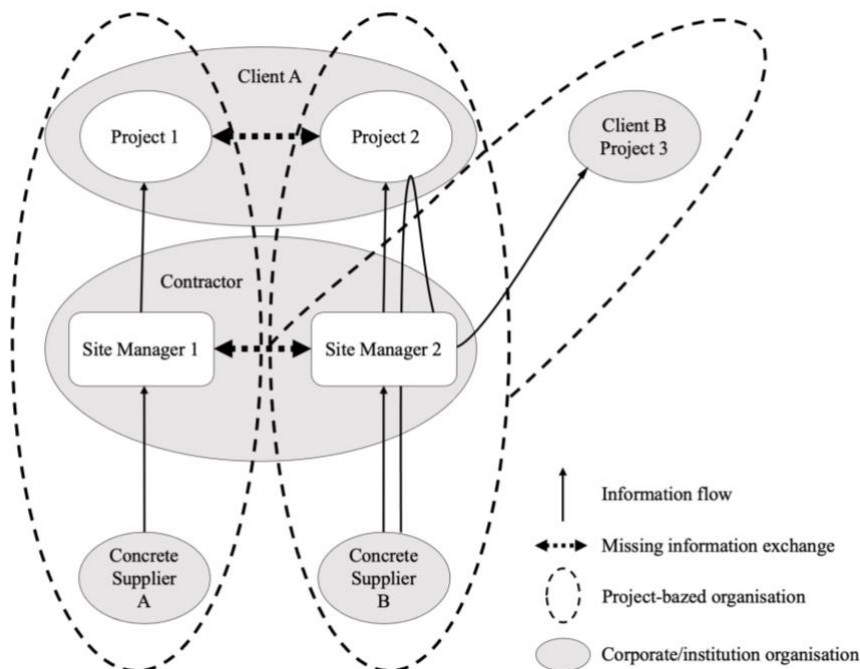 Client A
Project 1
Project 2
Client B
Project 3
Contractor
Site Manager 1
Site Manager 2
Concrete
Supplier
A
Concrete
Supplier
B
Information flow
Missing information exchange
Project-bazed organisation
Corporate/institution organisation